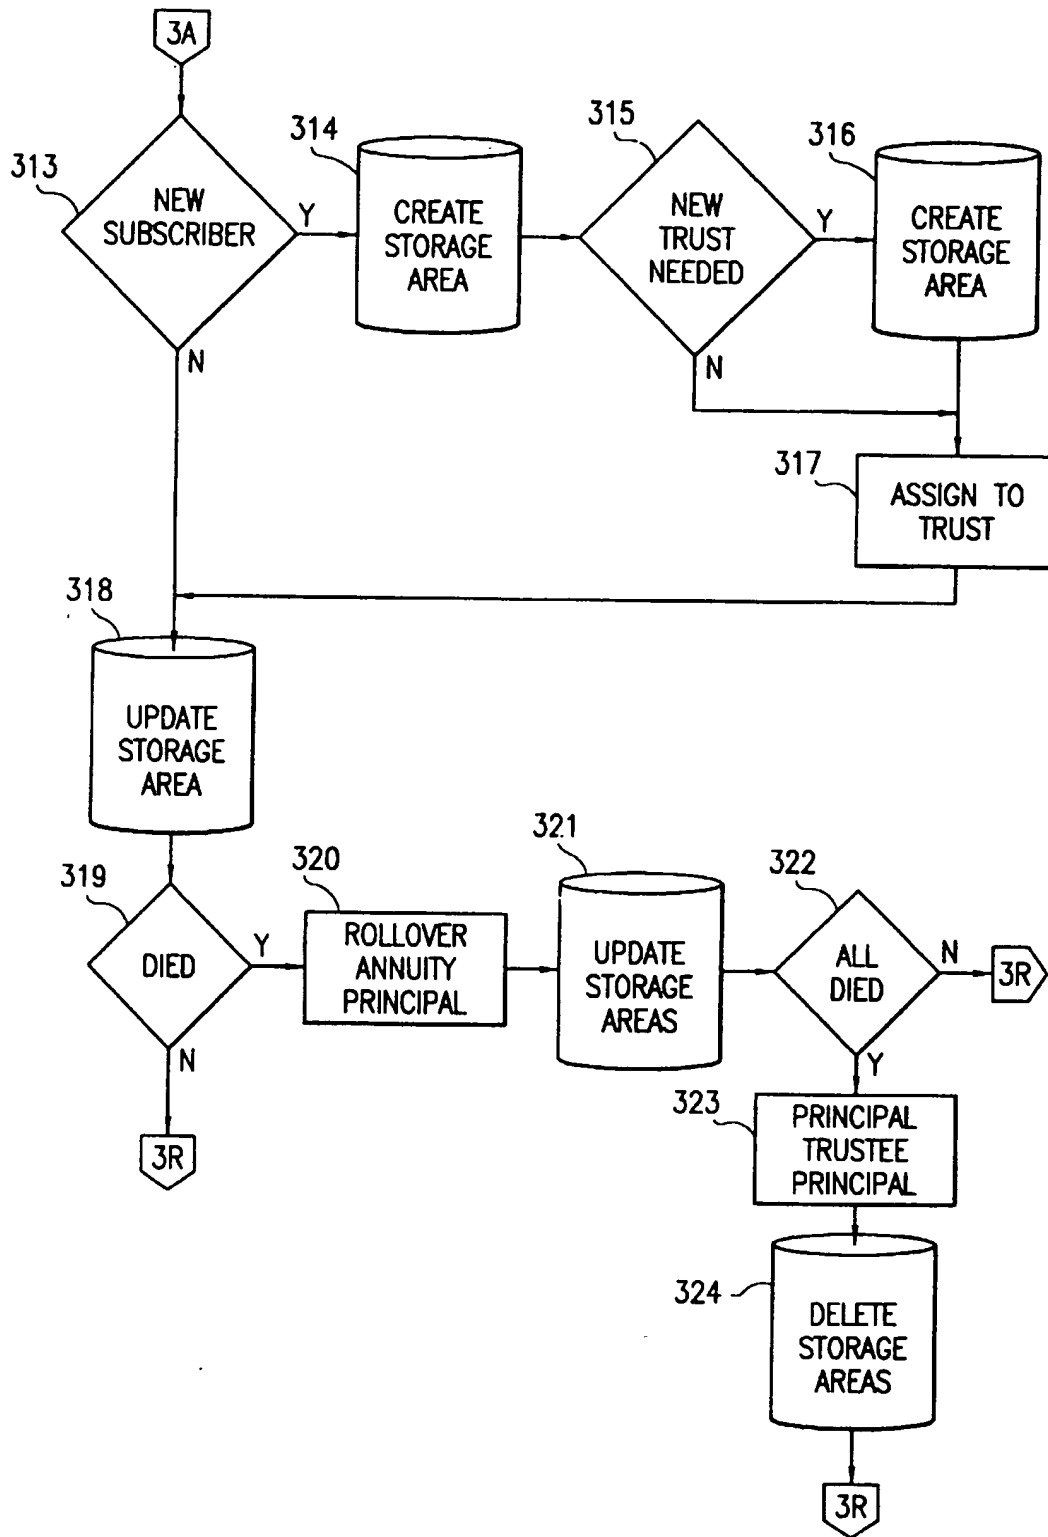 3A
313
NEW
SUBSCRIBER
Y
N
314
CREATE
STORAGE
AREA
315
NEW
TRUST
NEEDED
Y
N
316
CREATE
STORAGE
AREA
317
ASSIGN TO
TRUST
318
UPDATE
STORAGE
AREA
319
DIED
Y
N
3R
320
ROLLOVER
ANNUITY
PRINCIPAL
321
UPDATE
STORAGE
AREAS
322
ALL
DIED
N
3R
Y
323
PRINCIPAL
TRUSTEE
PRINCIPAL
324
DELETE
STORAGE
AREAS
3R